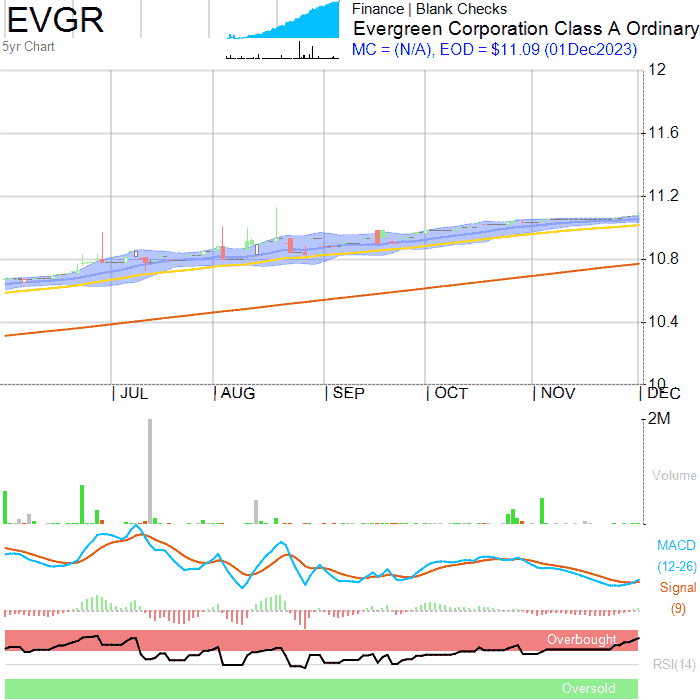 EVGR
5yr Chart
Finance | Blank Checks
Evergreen Corporation Class A Ordinary
MC = (N/A), EOD = $11.09 (01Dec2023)
12
11.6
11.2
10.8
10.4
10
JUL AUG SEP OCT NOV DEC
2M
Volume
MACD
(12-26)
Signal
(9)
Overbought
RSI(14)
Oversold